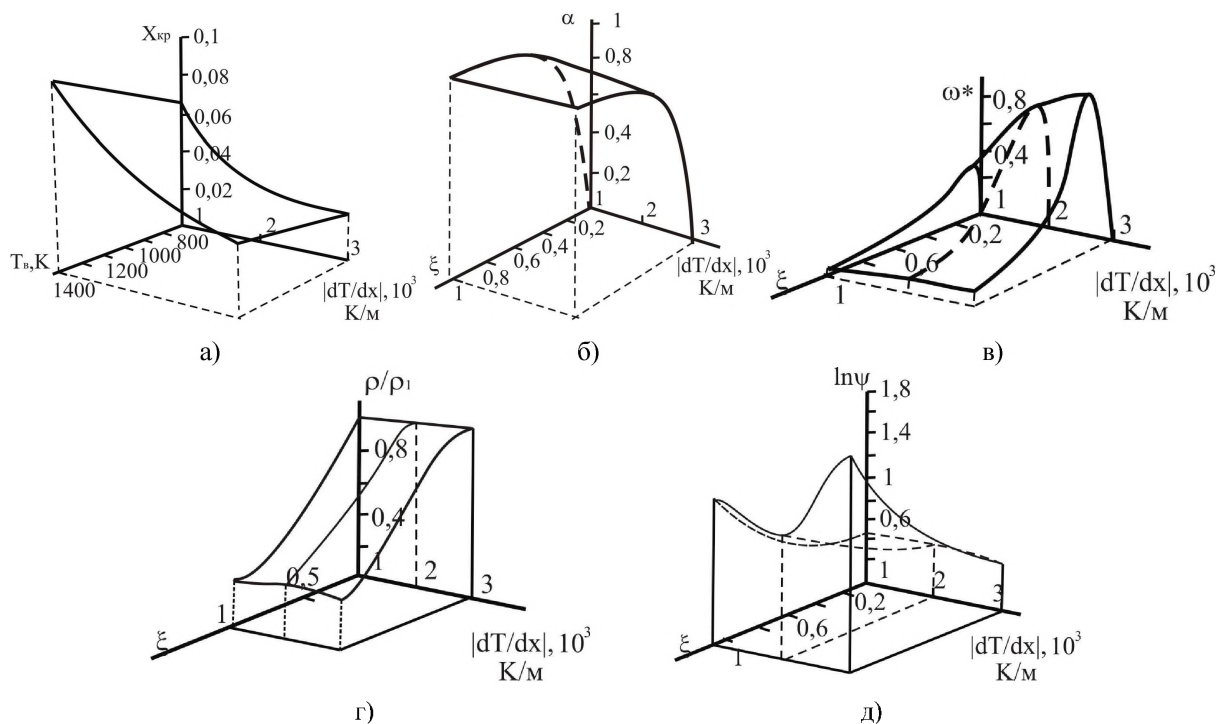 Xкр
0,1
0,08
0,06
0,04
0,02
1
2
3
800
1000
1200
1400
Tв,K
|dT/dx|, 10³
К/м
а)
α
1
0,8
0,6
0,4
0,2
1
2
3
0,2
0,4
0,6
0,8
1
ξ
|dT/dx|, 10³
К/м
б)
ω*
0,8
0,4
1
2
3
0,2
0,6
1
ξ
|dT/dx|, 10³
К/м
в)
ρ/ρ₁
0,8
0,4
1
2
3
0,5
1
ξ
|dT/dx|, 10³
К/м
г)
lnψ
1,8
1,4
1
0,6
1
2
3
0,2
0,6
1
ξ
|dT/dx|, 10³
К/м
д)